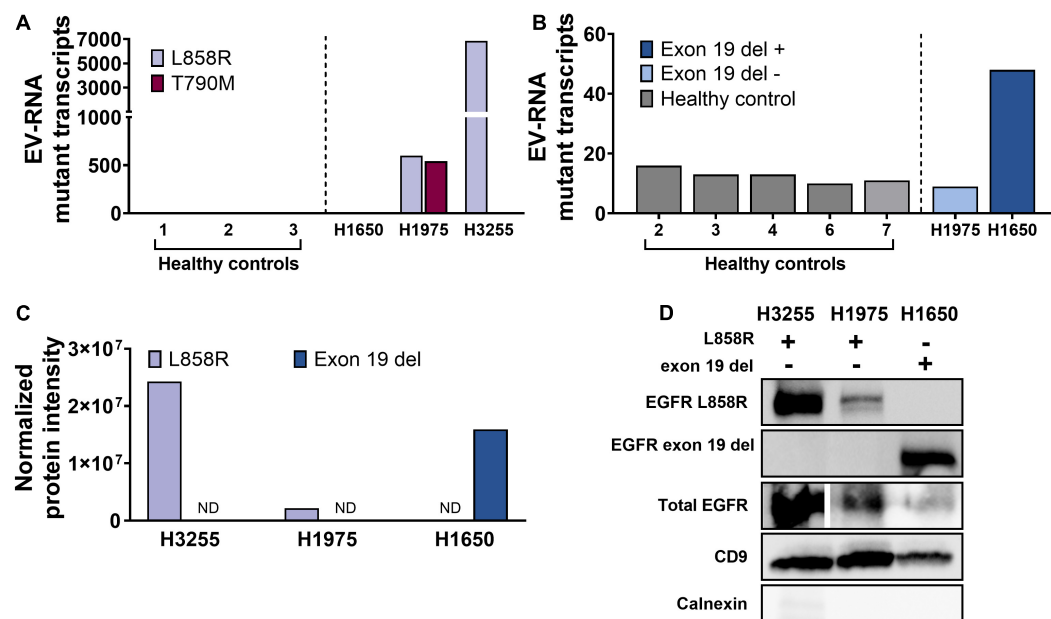 A
EV-RNA
mutant transcripts
7000
5000
3000
1000
500
0
L858R
T790M
1 2 3 H1650 H1975 H3255
Healthy controls
B
EV-RNA
mutant transcripts
60
40
20
0
Exon 19 del +
Exon 19 del -
Healthy control
2 3 4 6 7 H1975 H1650
Healthy controls
C
Normalized
protein intensity
3×10⁷
2×10⁷
1×10⁷
0
L858R Exon 19 del
ND ND ND
H3255 H1975 H1650
D H3255 H1975 H1650
L858R + + -
exon 19 del - - +
EGFR L858R
EGFR exon 19 del
Total EGFR
CD9
Calnexin